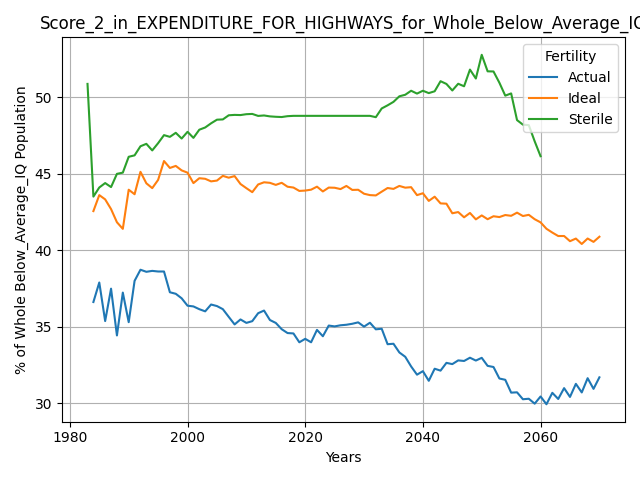 Score_2_in_EXPENDITURE_FOR_HIGHWAYS_for_Whole_Below_Average_IQ
% of Whole Below_Average_IQ Population
Fertility
Actual
Ideal
Sterile
50
45
40
35
30
1980
2000
2020
2040
2060
Years